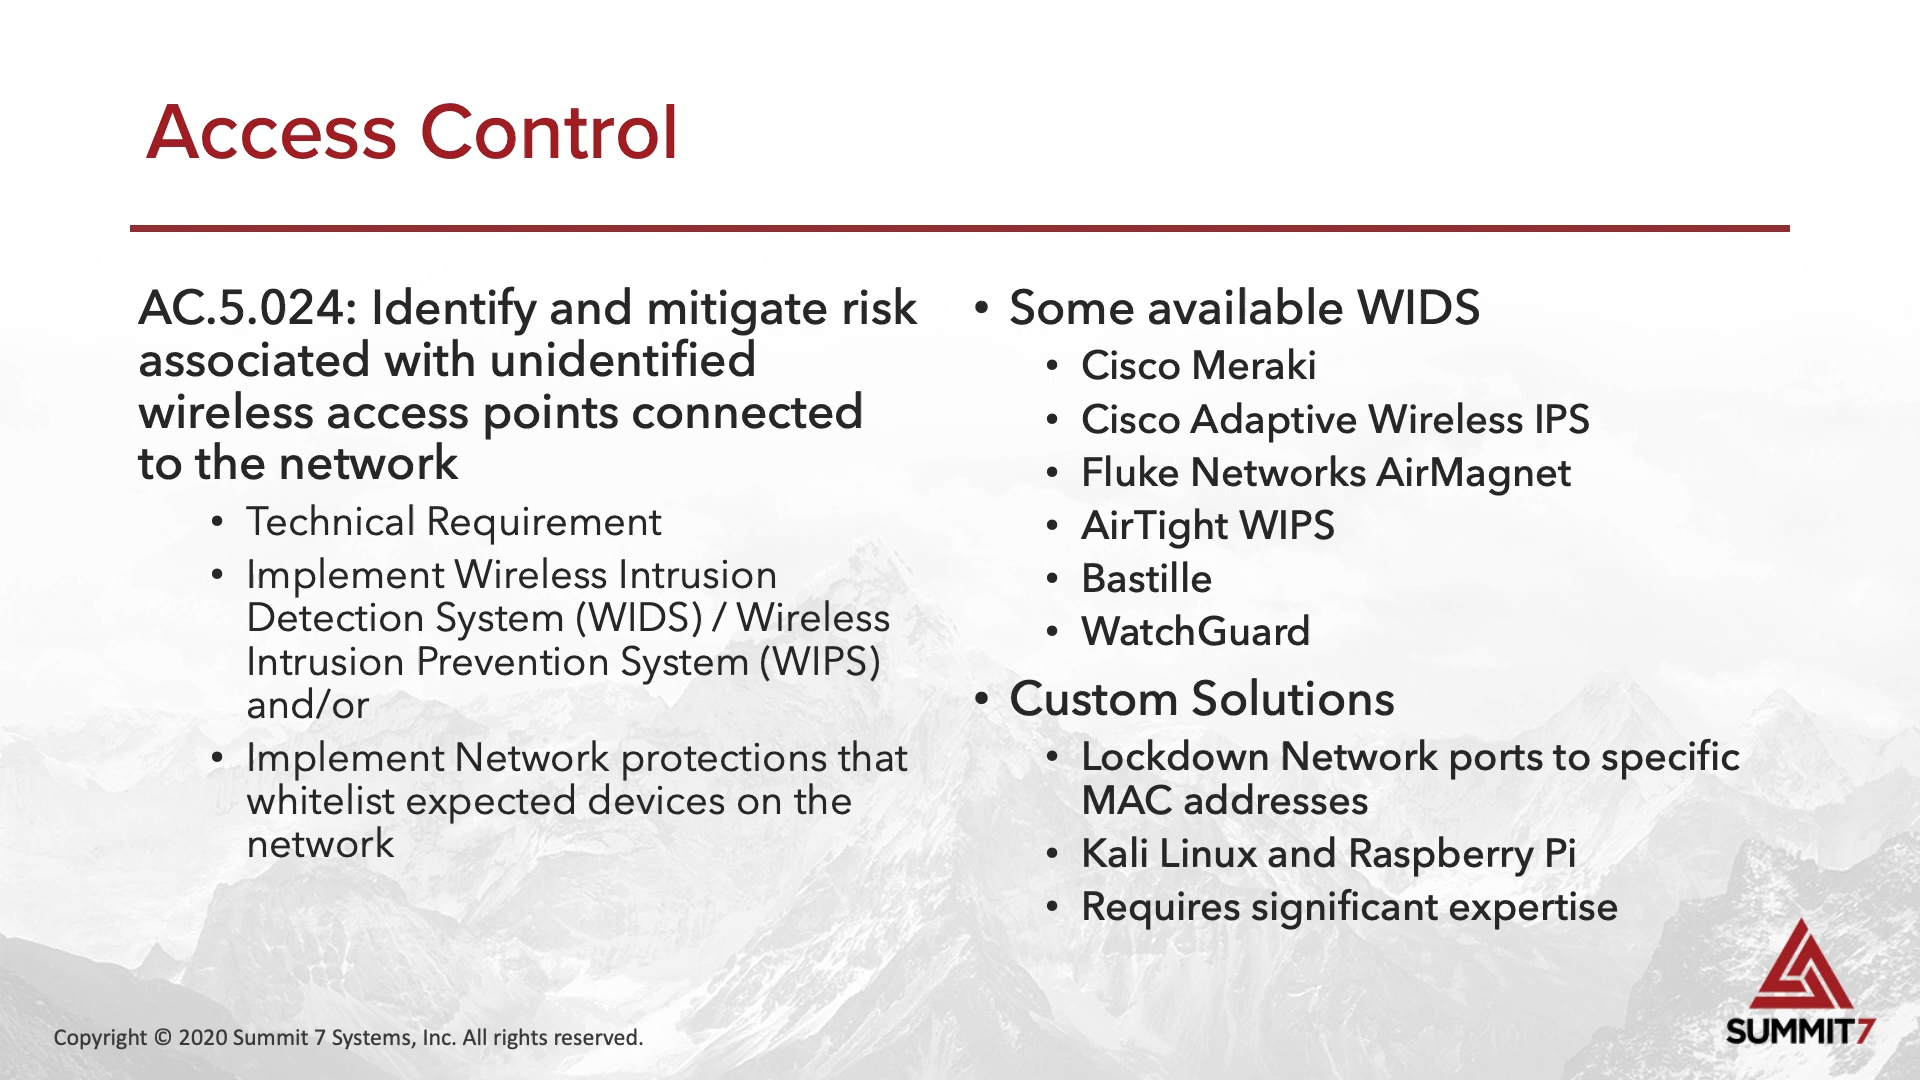 Access Control
AC.5.024: Identify and mitigate risk
associated with unidentified
wireless access points connected
to the network
• Technical Requirement
• Implement Wireless Intrusion
Detection System (WIDS) / Wireless
Intrusion Prevention System (WIPS)
and/or
• Implement Network protections that
whitelist expected devices on the
network
• Some available WIDS
• Cisco Meraki
• Cisco Adaptive Wireless IPS
• Fluke Networks AirMagnet
• AirTight WIPS
• Bastille
• WatchGuard
• Custom Solutions
• Lockdown Network ports to specific
MAC addresses
• Kali Linux and Raspberry Pi
• Requires significant expertise
Copyright © 2020 Summit 7 Systems, Inc. All rights reserved.
SUMMIT7